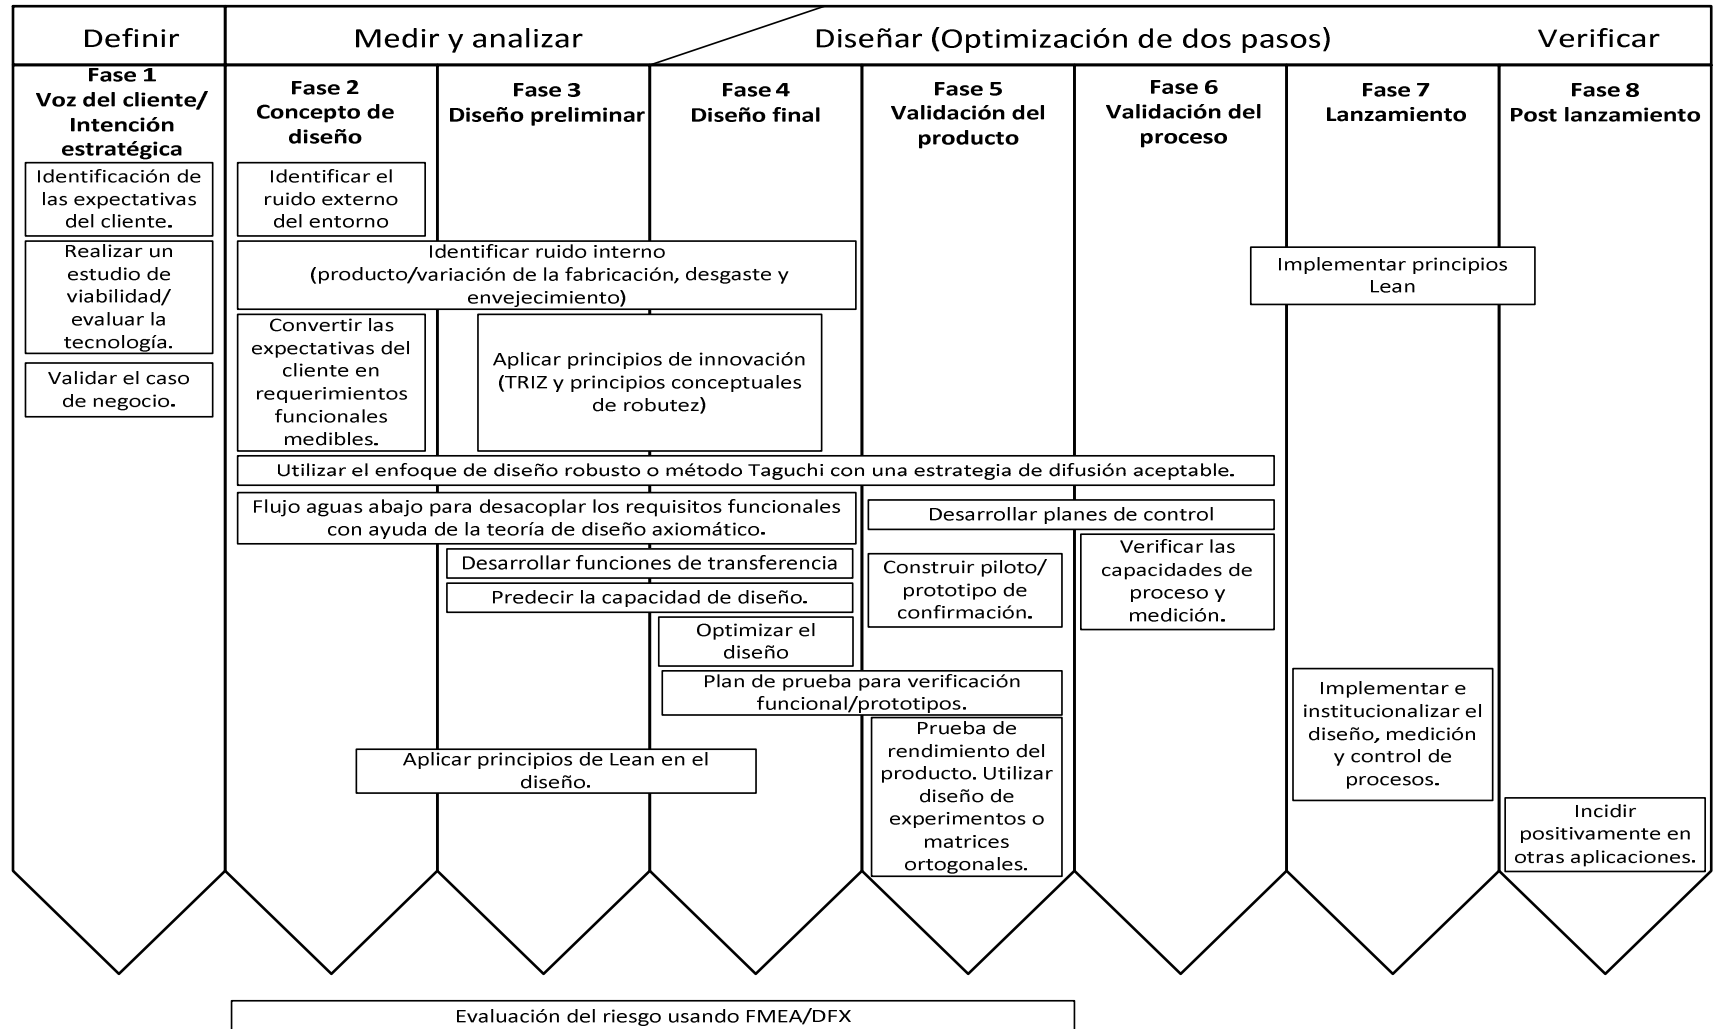 Definir
Medir y analizar
Diseñar (Optimización de dos pasos)
Verificar
Fase 1
Voz del cliente/
Intención
estratégica
Fase 2
Concepto de
diseño
Fase 3
Diseño preliminar
Fase 4
Diseño final
Fase 5
Validación del
producto
Fase 6
Validación del
proceso
Fase 7
Lanzamiento
Fase 8
Post lanzamiento
Identificación de
las expectativas
del cliente.
Realizar un
estudio de
viabilidad/
evaluar la
tecnología.
Validar el caso
de negocio.
Identificar el
ruido externo
del entorno
Identificar ruido interno
(producto/variación de la fabricación, desgaste y
envejecimiento)
Implementar principios
Lean
Convertir las
expectativas del
cliente en
requerimientos
funcionales
medibles.
Aplicar principios de innovación
(TRIZ y principios conceptuales
de robutez)
Utilizar el enfoque de diseño robusto o método Taguchi con una estrategia de difusión aceptable.
Flujo aguas abajo para desacoplar los requisitos funcionales
con ayuda de la teoría de diseño axiomático.
Desarrollar planes de control
Desarrollar funciones de transferencia
Predecir la capacidad de diseño.
Construir piloto/
prototipo de
confirmación.
Verificar las
capacidades de
proceso y
medición.
Optimizar el
diseño
Plan de prueba para verificación
funcional/prototipos.
Prueba de
rendimiento del
producto. Utilizar
diseño de
experimentos o
matrices
ortogonales.
Aplicar principios de Lean en el
diseño.
Implementar e
institucionalizar el
diseño, medición
y control de
procesos.
Incidir
positivamente en
otras aplicaciones.
Evaluación del riesgo usando FMEA/DFX